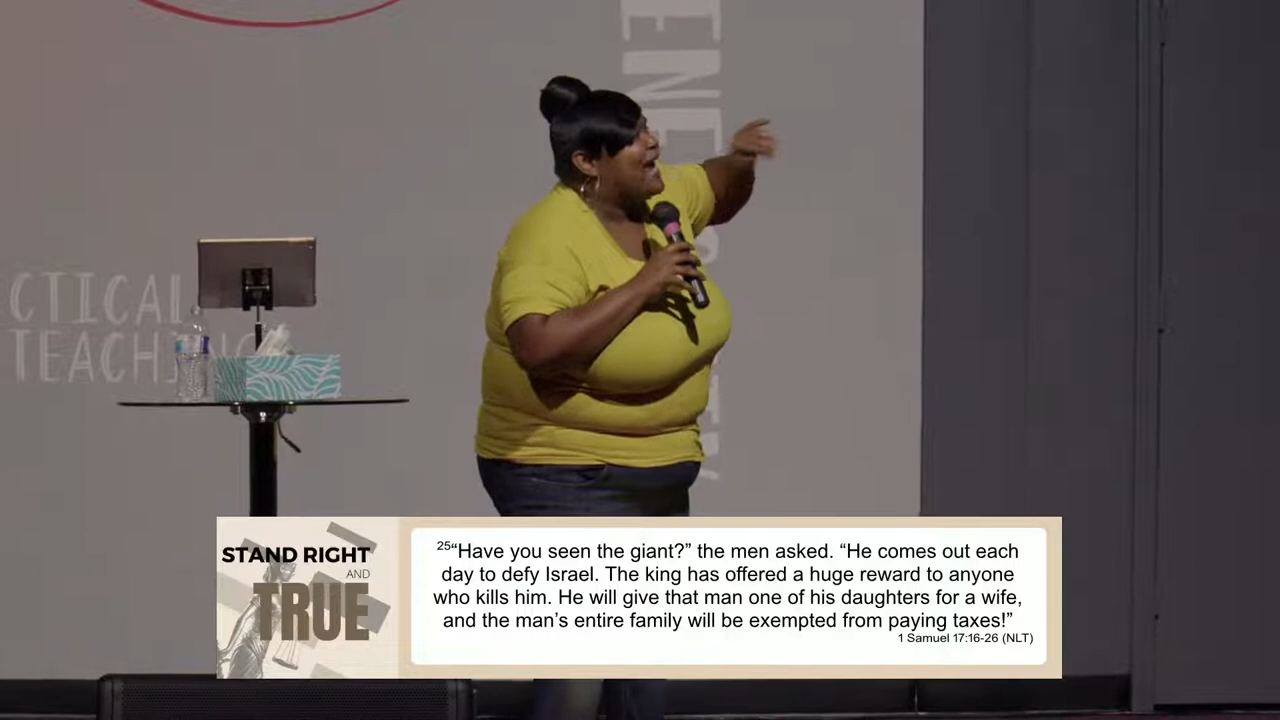 CTICAL
TEACH
STAND RIGHT
AND
TRUE
25“Have you seen the giant?” the men asked. “He comes out each
day to defy Israel. The king has offered a huge reward to anyone
who kills him. He will give that man one of his daughters for a wife,
and the man’s entire family will be exempted from paying taxes!”
1 Samuel 17:16-26 (NLT)